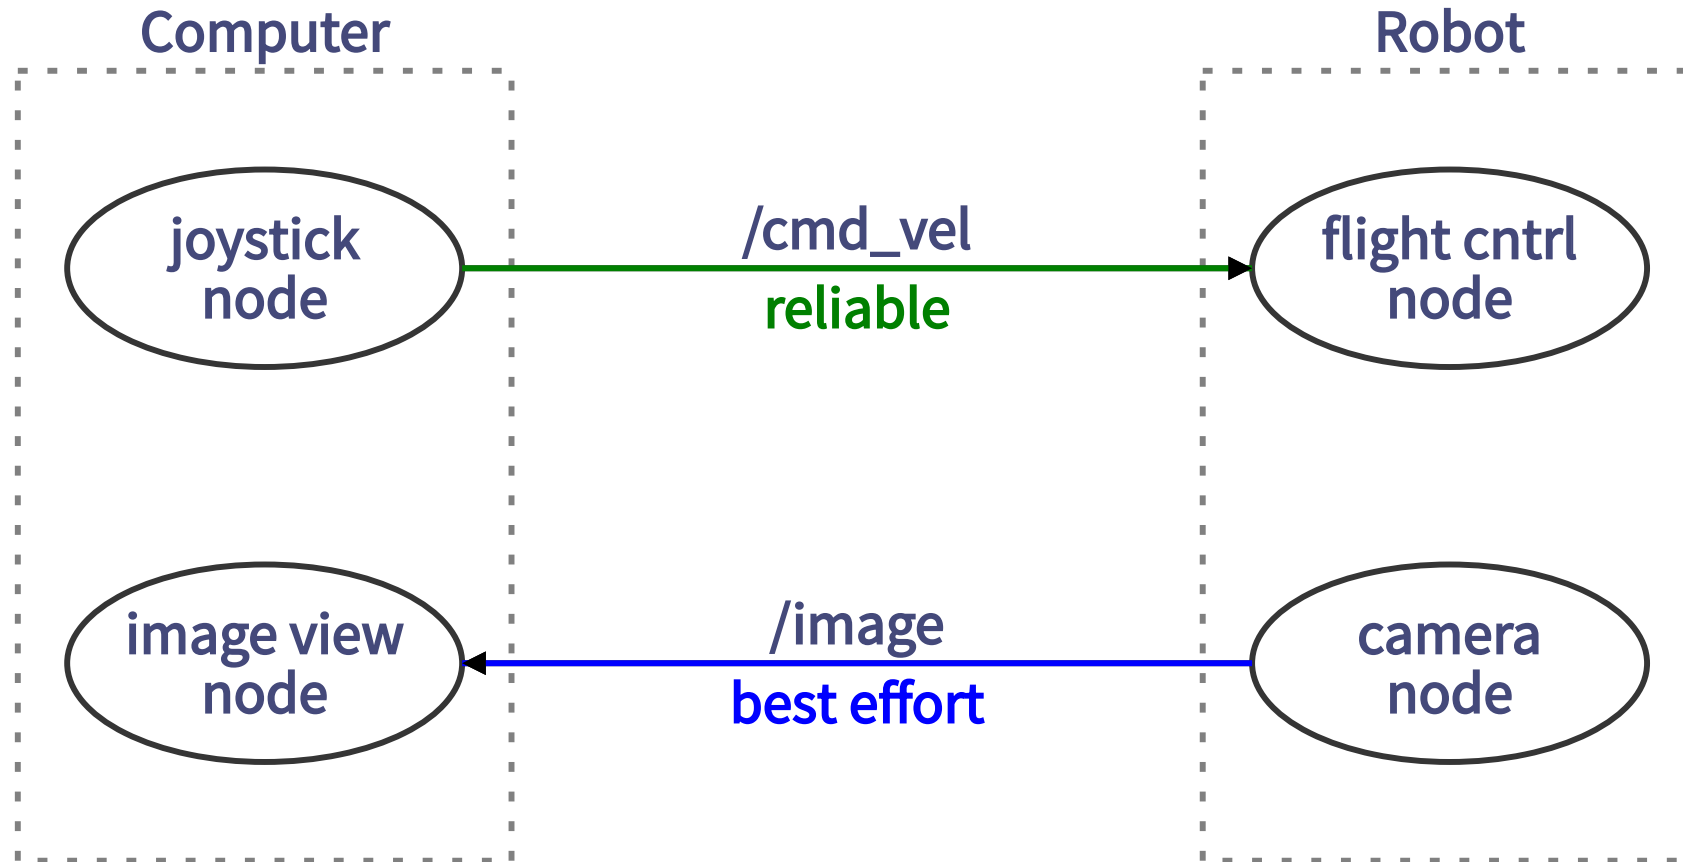 Computer
Robot
joystick
node
/cmd_vel
reliable
flight cntrl
node
image view
node
/image
best effort
camera
node